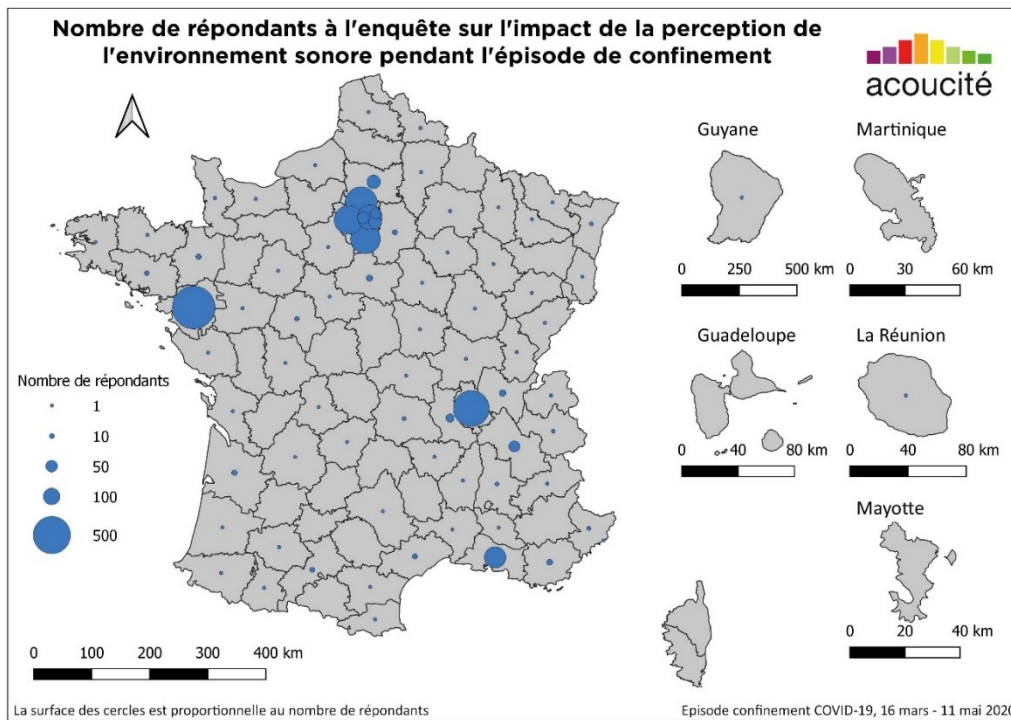 Nombre de répondants à l'enquête sur l'impact de la perception de
l'environnement sonore pendant l'épisode de confinement
acoucité
Guyane
0 250 500 km
Martinique
0 30 60 km
Guadeloupe
0 40 80 km
La Réunion
0 40 80 km
Mayotte
0 20 40 km
Nombre de répondants
1
10
50
100
500
0 100 200 300 400 km
La surface des cercles est proportionnelle au nombre de répondants
Episode confinement COVID-19, 16 mars - 11 mai 2020